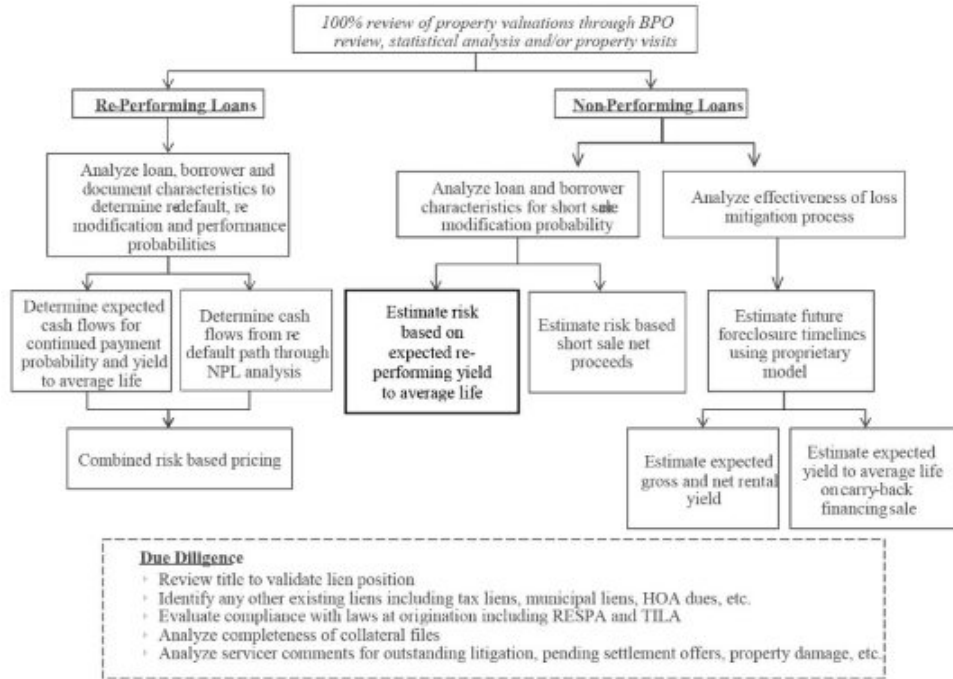 100% review of property valuations through BPO
review, statistical analysis and/or property visits
Re-Performing Loans
Non-Performing Loans
Analyze loan, borrower and
document characteristics to
determine re-default, re
modification and performance
probabilities
Analyze loan and borrower
characteristics for short sale
modification probability
Analyze effectiveness of loss
mitigation process
Determine expected
cash flows for
continued payment
probability and yield
to average life
Determine cash
flows from re
default path through
NPL analysis
Estimate risk
based on
expected re-
performing yield
to average life
Estimate risk based
short sale net
proceeds
Estimate future
foreclosure timelines
using proprietary
model
Combined risk based pricing
Estimate expected
gross and net rental
yield
Estimate expected
yield to average life
on carry-back
financing sale
Due Diligence
Review title to validate lien position
Identify any other existing liens including tax liens, municipal liens, HOA dues, etc.
Evaluate compliance with laws at origination including RESPA and TILA
Analyze completeness of collateral files
Analyze servicer comments for outstanding litigation, pending settlement offers, property damage, etc.